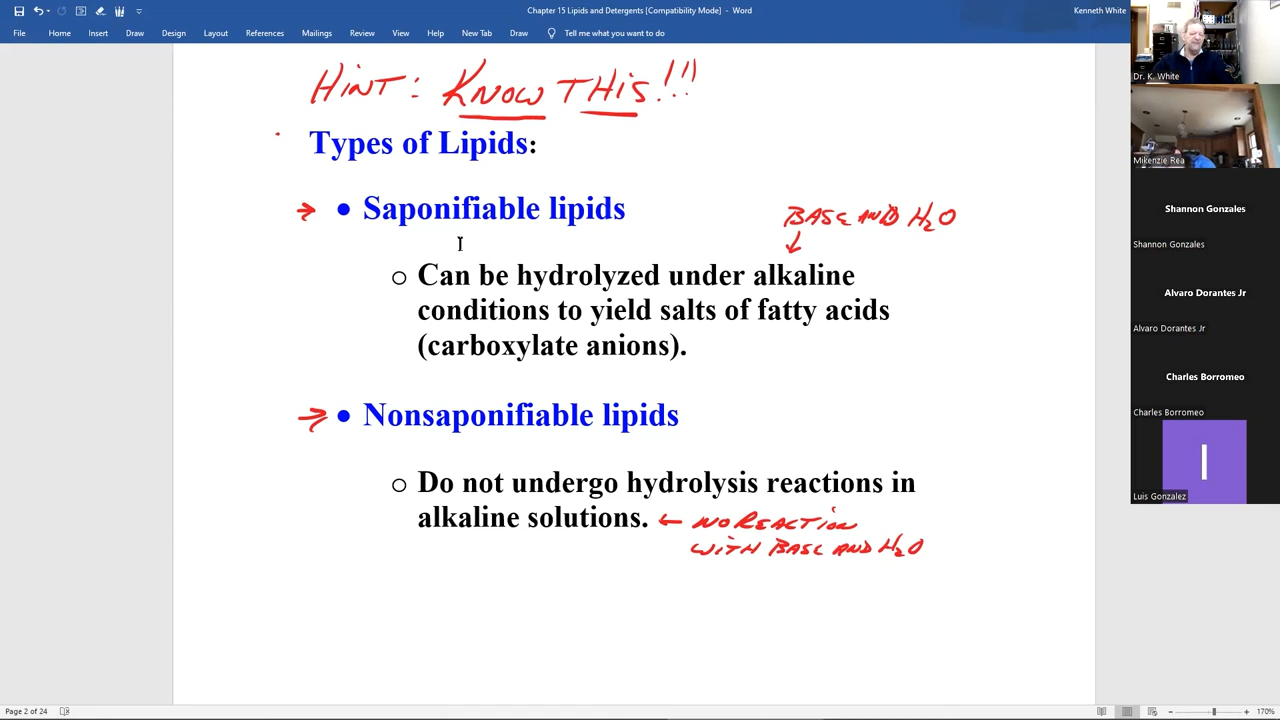 Chapter 15 Lipids and Detergents [Compatibility Mode] - Word
Kenneth White
File Home Insert Draw Design Layout References Mailings Review View Help New Tab Draw Tell me what you want to do
HINT: KNOW THIS!!!
Types of Lipids:
• Saponifiable lipids
BASE AND H2O
○ Can be hydrolyzed under alkaline
conditions to yield salts of fatty acids
(carboxylate anions).
• Nonsaponifiable lipids
○ Do not undergo hydrolysis reactions in
alkaline solutions. ← NO REACTION
WITH BASE AND H2O
Dr. K. White
Mikenzie Rea
Shannon Gonzales
Shannon Gonzales
Alvaro Dorantes Jr
Alvaro Dorantes Jr
Charles Borromeo
Charles Borromeo
l
Luis Gonzalez
Page 2 of 24
170%